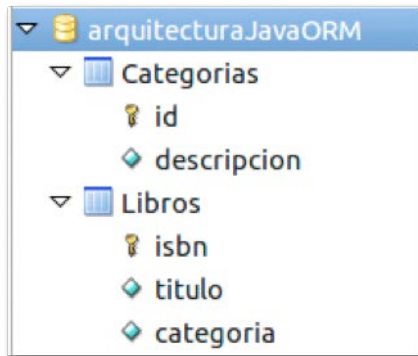 arquitecturaJavaORM
Categorias
id
descripcion
Libros
isbn
titulo
categoria